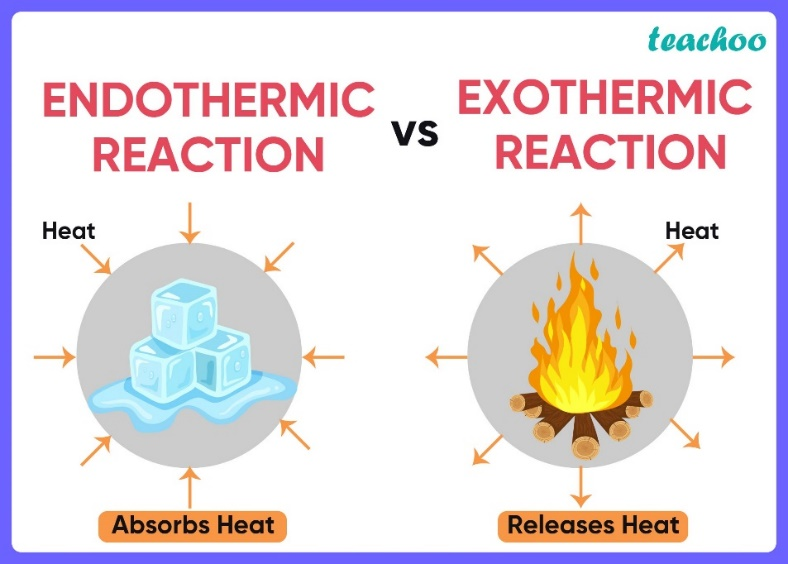 teachoo
ENDOTHERMIC
REACTION
vs
EXOTHERMIC
REACTION
Heat
Heat
Absorbs Heat
Releases Heat